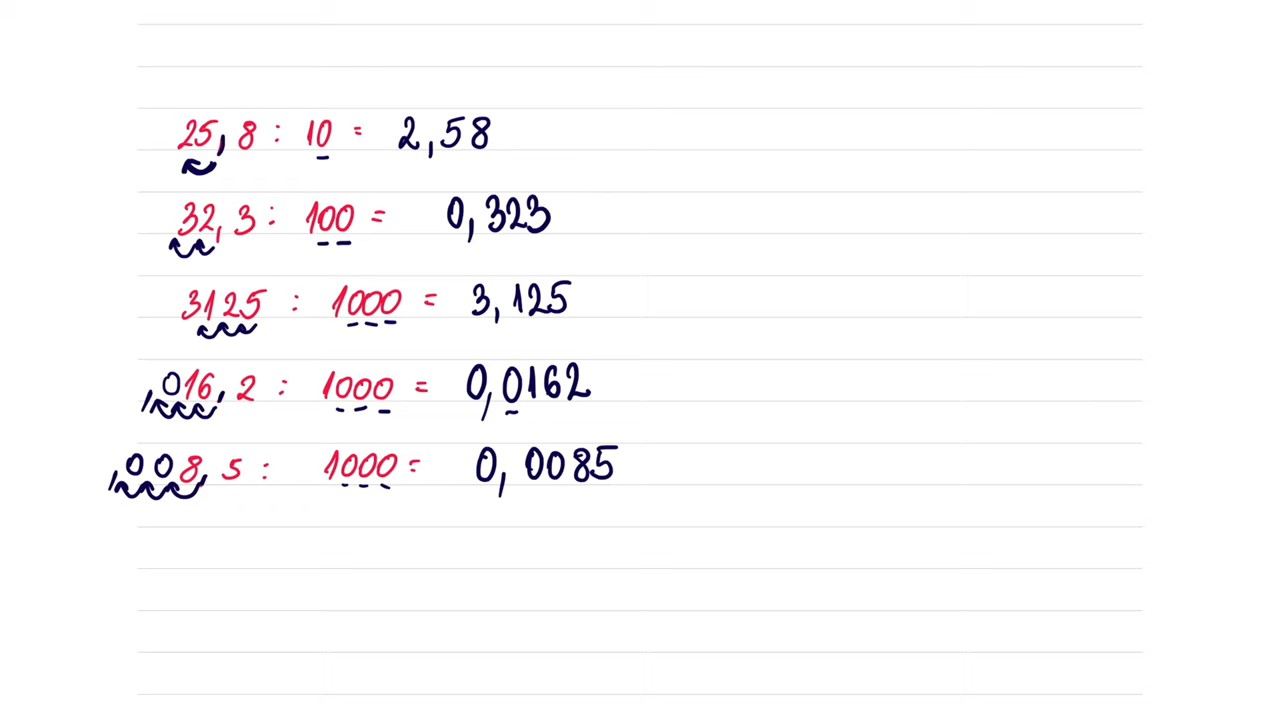 25,8 : 10 = 2,58
32,3 : 100 = 0,323
3125 : 1000 = 3,125
,016,2 : 1000 = 0,0162
,008,5 : 1000 = 0,0085